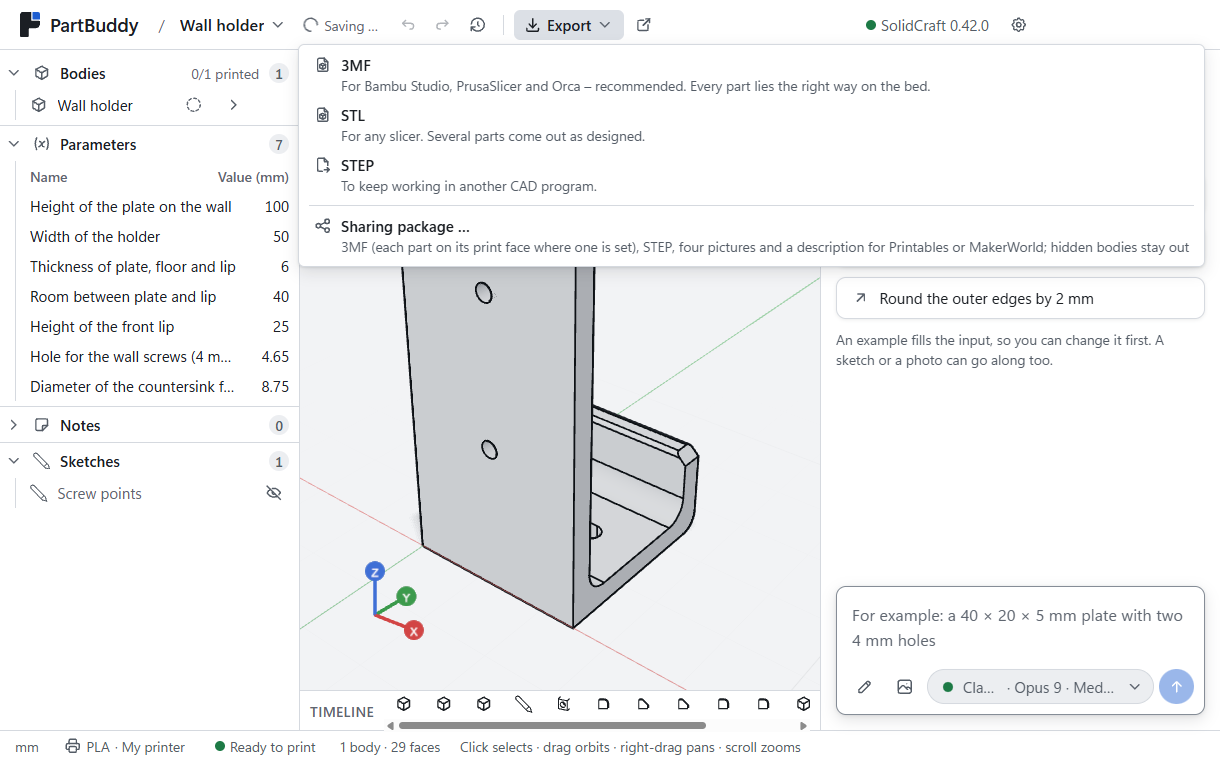 PartBuddy / Wall holder Saving ... Export SolidCraft 0.42.0
3MF
For Bambu Studio, PrusaSlicer and Orca – recommended. Every part lies the right way on the bed.
STL
For any slicer. Several parts come out as designed.
STEP
To keep working in another CAD program.
Sharing package ...
3MF (each part on its print face where one is set), STEP, four pictures and a description for Printables or MakerWorld; hidden bodies stay out
Bodies 0/1 printed 1
Wall holder
Parameters 7
Name Value (mm)
Height of the plate on the wall 100
Width of the holder 50
Thickness of plate, floor and lip 6
Room between plate and lip 40
Height of the front lip 25
Hole for the wall screws (4 m... 4.65
Diameter of the countersink f... 8.75
Notes 0
Sketches 1
Screw points
Z
Y
X
Round the outer edges by 2 mm
An example fills the input, so you can change it first. A
sketch or a photo can go along too.
For example: a 40 × 20 × 5 mm plate with two
4 mm holes
Cla... · Opus 9 · Med...
TIMELINE
mm PLA · My printer Ready to print 1 body · 29 faces Click selects · drag orbits · right-drag pans · scroll zooms